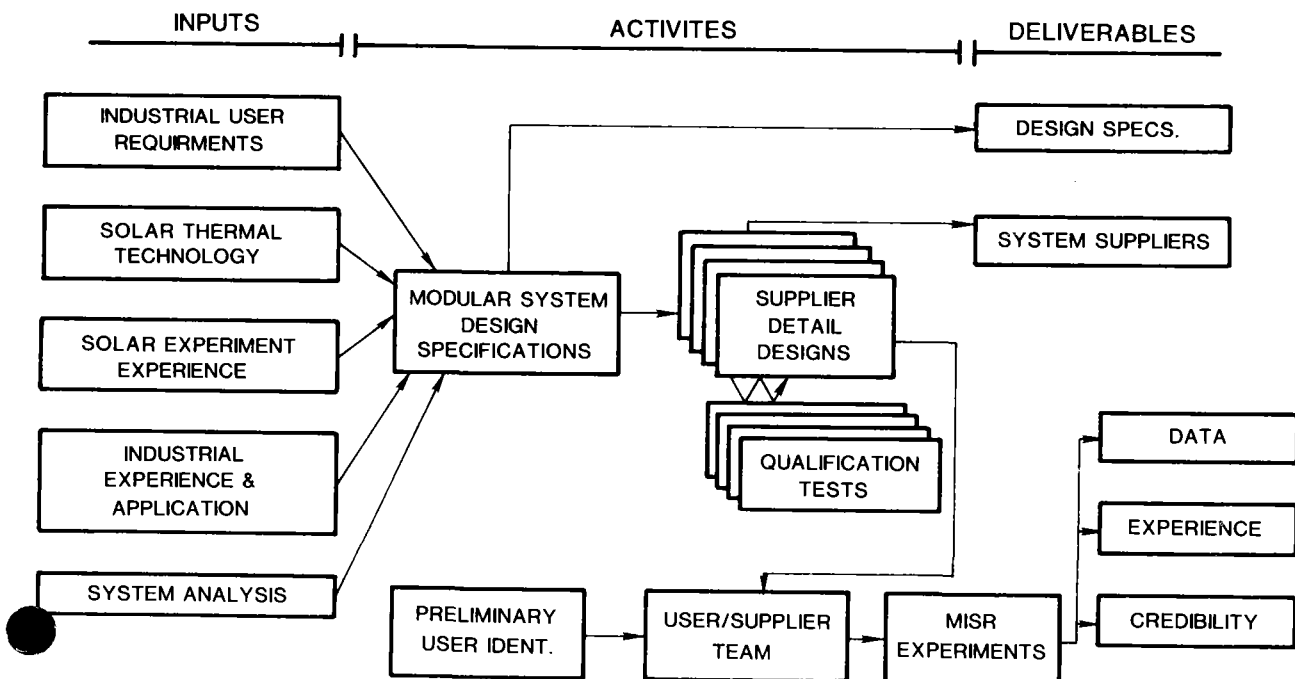 INPUTS
ACTIVITES
DELIVERABLES
INDUSTRIAL USER
REQUIRMENTS
SOLAR THERMAL
TECHNOLOGY
SOLAR EXPERIMENT
EXPERIENCE
INDUSTRIAL
EXPERIENCE &
APPLICATION
SYSTEM ANALYSIS
MODULAR SYSTEM
DESIGN
SPECIFICATIONS
SUPPLIER
DETAIL
DESIGNS
QUALIFICATION
TESTS
PRELIMINARY
USER IDENT.
USER/SUPPLIER
TEAM
MISR
EXPERIMENTS
DESIGN SPECS.
SYSTEM SUPPLIERS
DATA
EXPERIENCE
CREDIBILITY